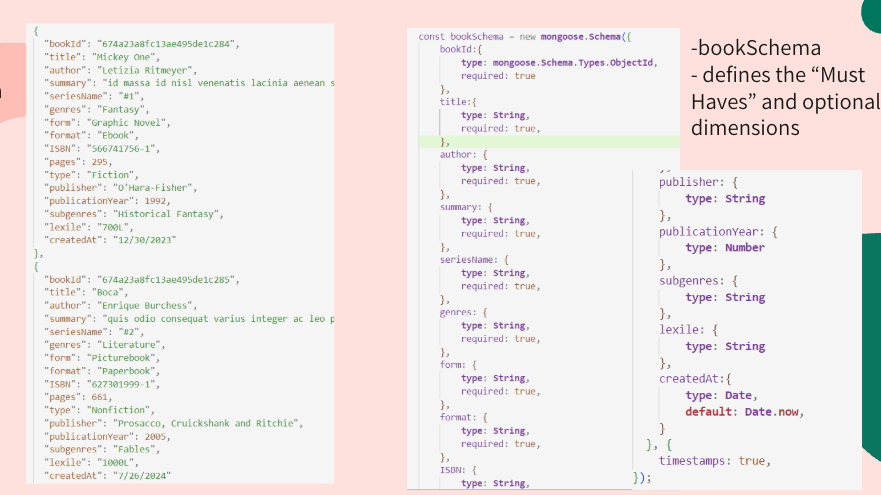 {
"bookId": "674a23a8fc13ae495de1c284",
"title": "Mickey One",
"author": "Letizia Ritmeyer",
"summary": "id massa id nisl venenatis lacinia aenean s
"seriesName": "#1",
"genres": "Fantasy",
"form": "Graphic Novel",
"format": "Ebook",
"ISBN": "566741756-1",
"pages": 295,
"type": "Fiction",
"publisher": "O'Hara-Fisher",
"publicationYear": 1992,
"subgenres": "Historical Fantasy",
"lexile": "700L",
"createdAt": "12/30/2023"
},
{
"bookId": "674a23a8fc13ae495de1c285",
"title": "Boca",
"author": "Enrique Burchess",
"summary": "quis odio consequat varius integer ac leo p
"seriesName": "#2",
"genres": "Literature",
"form": "Picturebook",
"format": "Paperbook",
"ISBN": "627301999-1",
"pages": 661,
"type": "Nonfiction",
"publisher": "Prosacco, Cruickshank and Ritchie",
"publicationYear": 2005,
"subgenres": "Fables",
"lexile": "1000L",
"createdAt": "7/26/2024"
const bookSchema = new mongoose.Schema({
bookId:{
type: mongoose.Schema.Types.ObjectId,
required: true
},
title:{
type: String,
required: true,
},
author: {
type: String,
required: true,
},
summary: {
type: String,
required: true,
},
seriesName: {
type: String,
required: true,
},
genres: {
type: String,
required: true,
},
form: {
type: String,
required: true,
},
format: {
type: String,
required: true,
},
ISBN: {
type: String,
-bookSchema
- defines the “Must
Haves” and optional
dimensions
},
publisher: {
type: String
},
publicationYear: {
type: Number
},
subgenres: {
type: String
},
lexile: {
type: String
},
createdAt:{
type: Date,
default: Date.now,
}
}, {
timestamps: true,
});